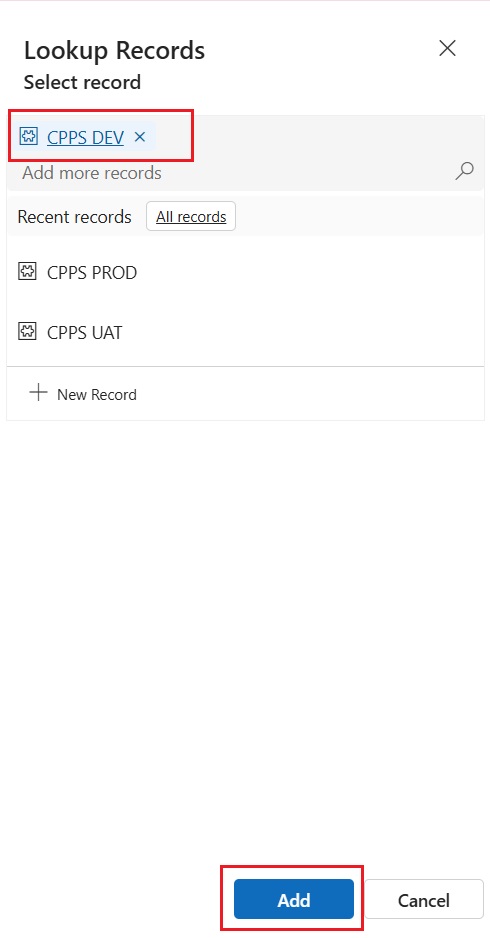 Lookup Records
Select record
CPPS DEV
Add more records
Recent records All records
CPPS PROD
CPPS UAT
New Record
Add Cancel